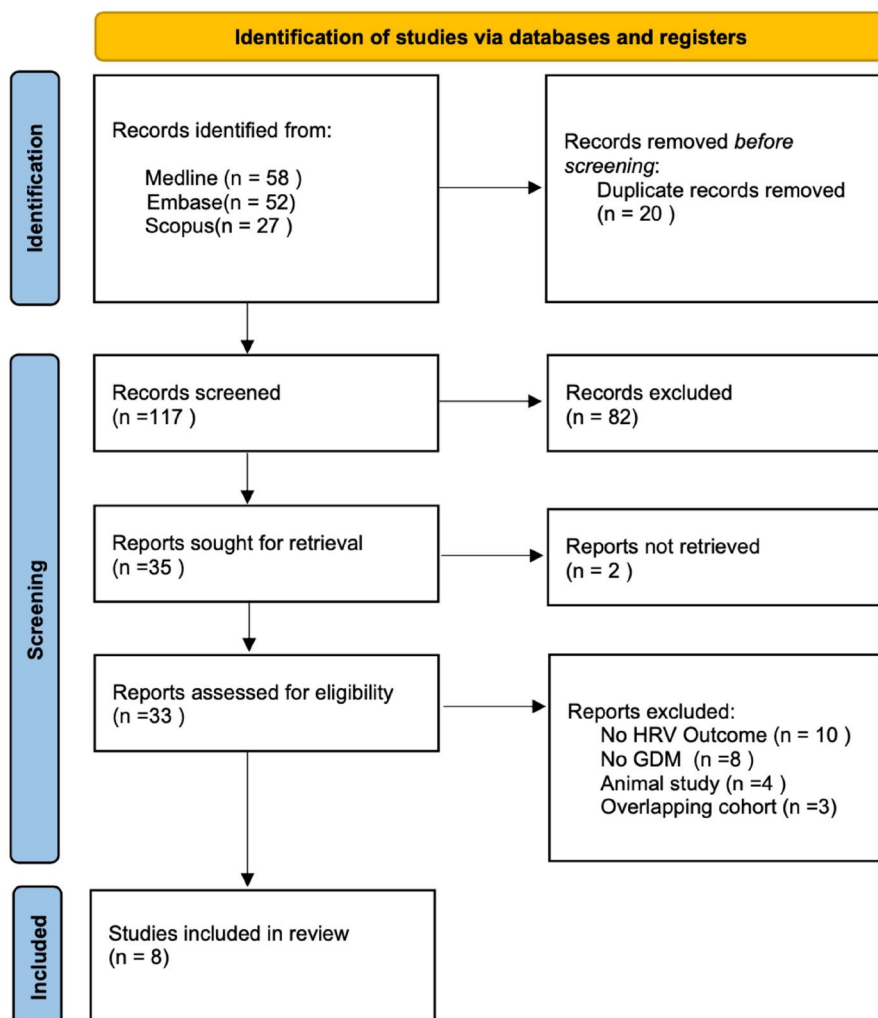 Identification of studies via databases and registers
Identification
Records identified from:
Medline (n = 58 )
Embase(n = 52)
Scopus(n = 27 )
Records removed before
screening:
Duplicate records removed
(n = 20 )
Screening
Records screened
(n =117 )
Records excluded
(n = 82)
Reports sought for retrieval
(n =35 )
Reports not retrieved
(n = 2 )
Reports assessed for eligibility
(n =33 )
Reports excluded:
No HRV Outcome (n = 10 )
No GDM (n =8 )
Animal study (n =4 )
Overlapping cohort (n =3)
Included
Studies included in review
(n = 8)